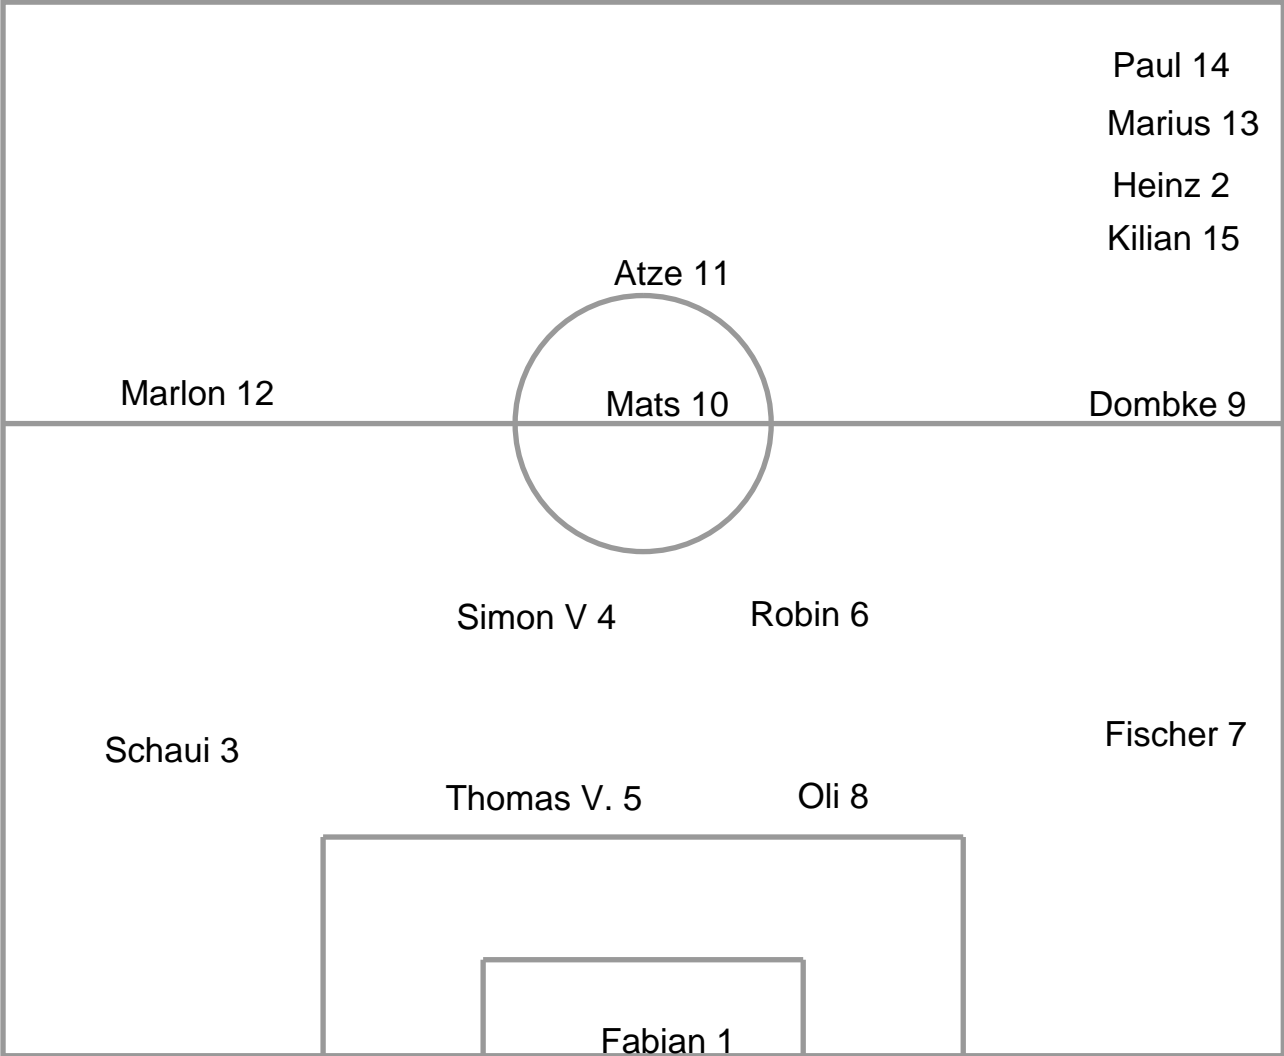 Paul 14
Marius 13
Heinz 2
Kilian 15
Atze 11
Marlon 12
Mats 10
Dombke 9
Simon V 4
Robin 6
Schaui 3
Fischer 7
Thomas V. 5
Oli 8
Fabian 1